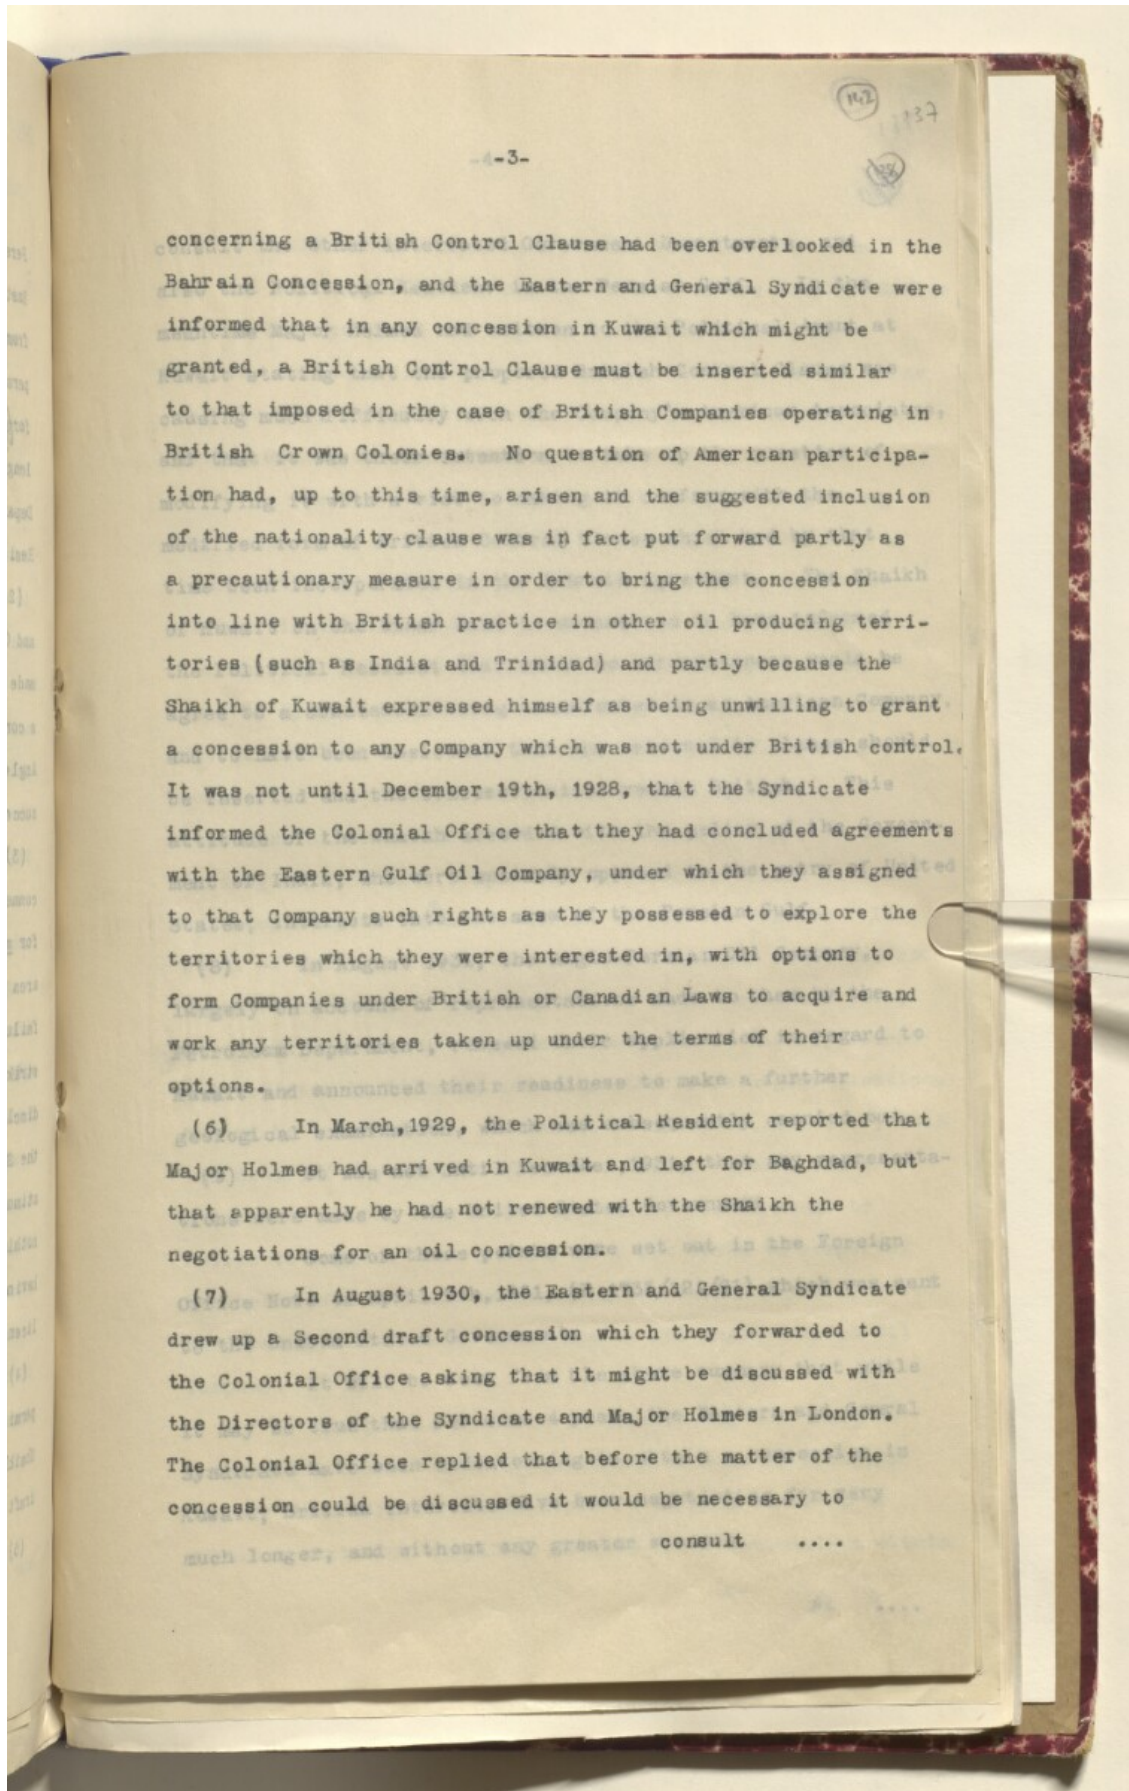 142
137
-3-
concerning a British Control Clause had been overlooked in the
Bahrain Concession, and the Eastern and General Syndicate were
informed that in any concession in Kuwait which might be
granted, a British Control Clause must be inserted similar
to that imposed in the case of British Companies operating in
British Crown Colonies. No question of American participa-
tion had, up to this time, arisen and the suggested inclusion
of the nationality clause was in fact put forward partly as
a precautionary measure in order to bring the concession
into line with British practice in other oil producing terri-
tories (such as India and Trinidad) and partly because the
Shaikh of Kuwait expressed himself as being unwilling to grant
a concession to any Company which was not under British control.
It was not until December 19th, 1928, that the Syndicate
informed the Colonial Office that they had concluded agreements
with the Eastern Gulf Oil Company, under which they assigned
to that Company such rights as they possessed to explore the
territories which they were interested in, with options to
form Companies under British or Canadian Laws to acquire and
work any territories taken up under the terms of their
options.
(6) In March,1929, the Political Resident reported that
Major Holmes had arrived in Kuwait and left for Baghdad, but
that apparently he had not renewed with the Shaikh the
negotiations for an oil concession.
(7) In August 1930, the Eastern and General Syndicate
drew up a Second draft concession which they forwarded to
the Colonial Office asking that it might be discussed with
the Directors of the Syndicate and Major Holmes in London.
The Colonial Office replied that before the matter of the
concession could be discussed it would be necessary to
consult ....